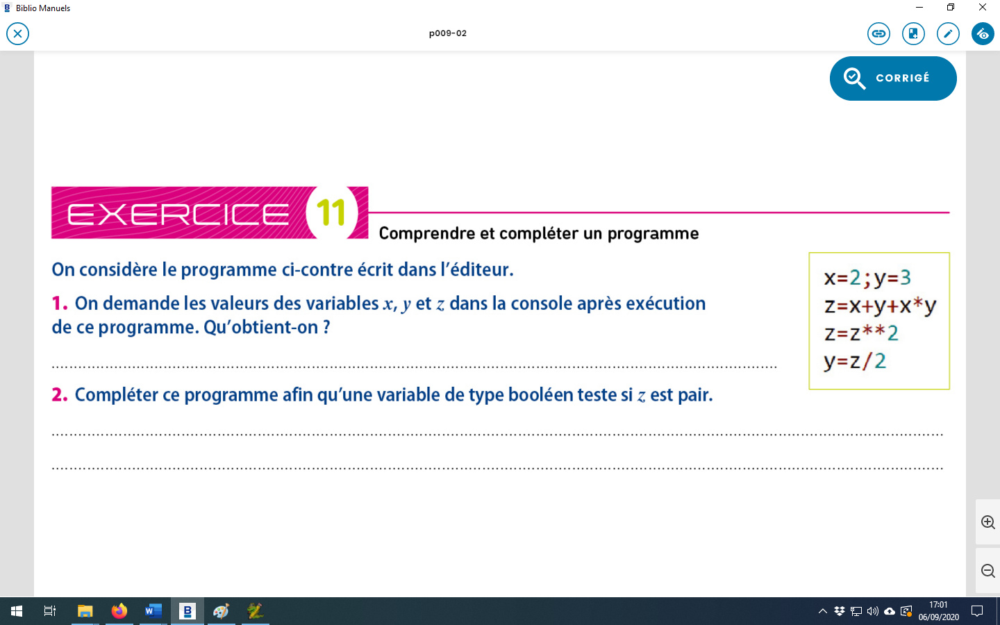 Biblio Manuels
p009-02
CORRIGÉ
EXERCICE 11
Comprendre et compléter un programme
On considère le programme ci-contre écrit dans l'éditeur.
1. On demande les valeurs des variables x, y et z dans la console après exécution
de ce programme. Qu'obtient-on ?
x=2;y=3
z=x+y+x*y
z=z**2
y=z/2
2. Compléter ce programme afin qu'une variable de type booléen teste si z est pair.
17:01
06/09/2020